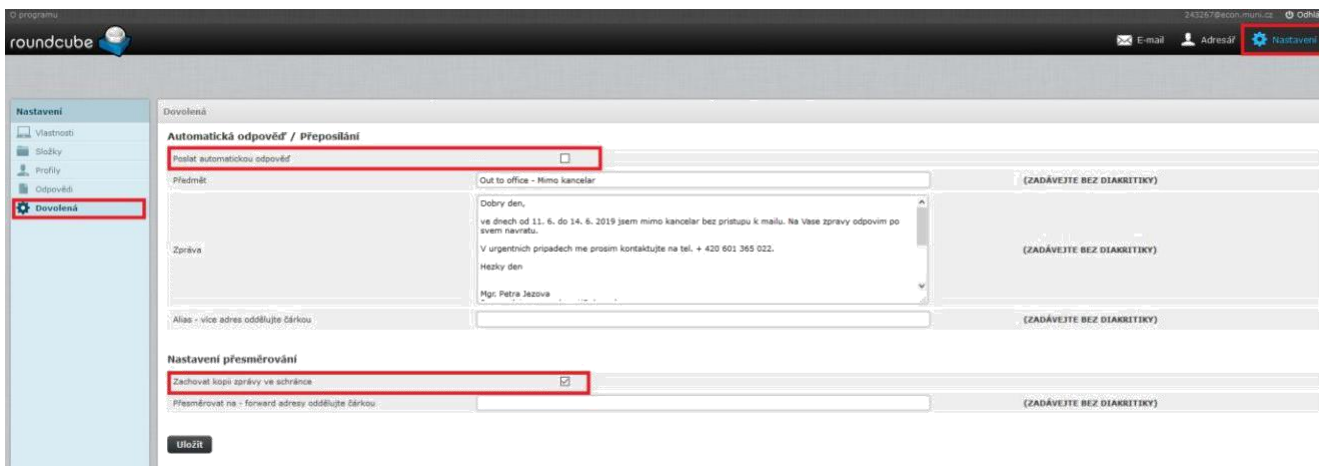 O programu
243267@econ.muni.cz Odhlá
roundcube
E-mail Adresář Nastavení
Nastavení
Vlastnosti
Složky
Profily
Odpovědi
Dovolená
Dovolená
Automatická odpověď / Přeposílání
Poslat automatickou odpověď
Předmět
Out to office - Mimo kancelar
(ZADÁVEJTE BEZ DIAKRITIKY)
Zpráva
Dobry den,
ve dnech od 11. 6. do 14. 6. 2019 jsem mimo kancelar bez pristupu k mailu. Na Vase zpravy odpovim po
svem navratu.
V urgentnich pripadech me prosim kontaktujte na tel. + 420 601 365 022.
Hezky den
Mgr. Petra Jezova
(ZADÁVEJTE BEZ DIAKRITIKY)
Alias - více adres oddělujte čárkou
(ZADÁVEJTE BEZ DIAKRITIKY)
Nastavení přesměrování
Zachovat kopii zprávy ve schránce
Přesměrovat na - forward adresy oddělujte čárkou
(ZADÁVEJTE BEZ DIAKRITIKY)
Uložit